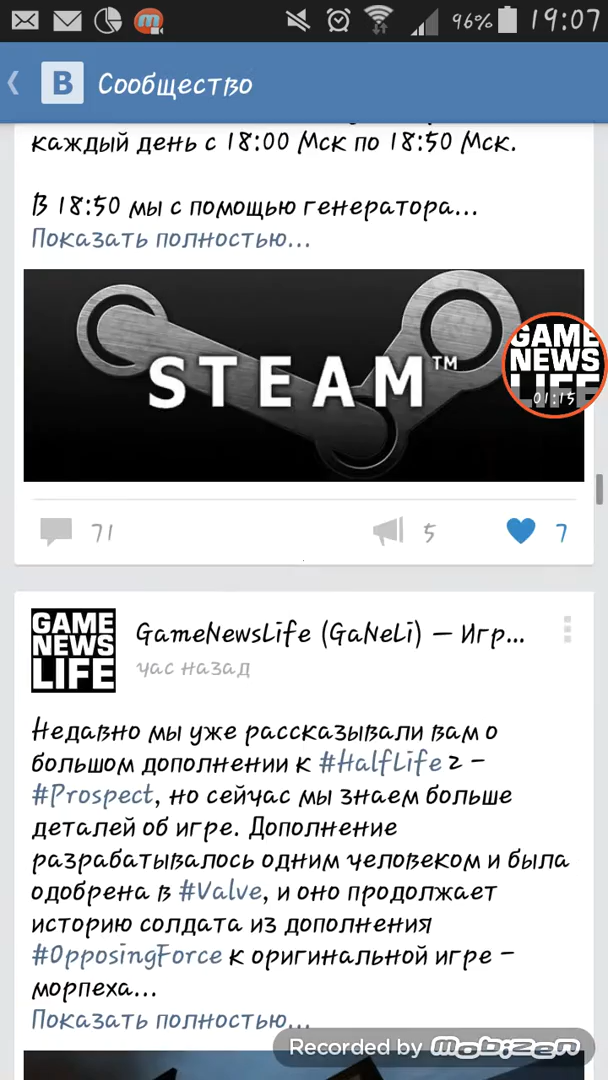 96% 19:07
B Сообщество
каждый день с 18:00 Мск по 18:50 Мск.
В 18:50 мы с помощью генератора...
Показать полностью...
STEAM™
GAME
NEWS
LIFE
01:15
71 5 7
GAME
NEWS
LIFE
GameNewsLife (GaNeLi) — Игр...
час назад
Недавно мы уже рассказывали вам о
большом дополнении к #HalfLife 2 –
#Prospect, но сейчас мы знаем больше
деталей об игре. Дополнение
разрабатывалось одним человеком и была
одобрена в #Valve, и оно продолжает
историю солдата из дополнения
#OpposingForce к оригинальной игре –
морпеха...
Показать полностью...
Recorded by Mobizen